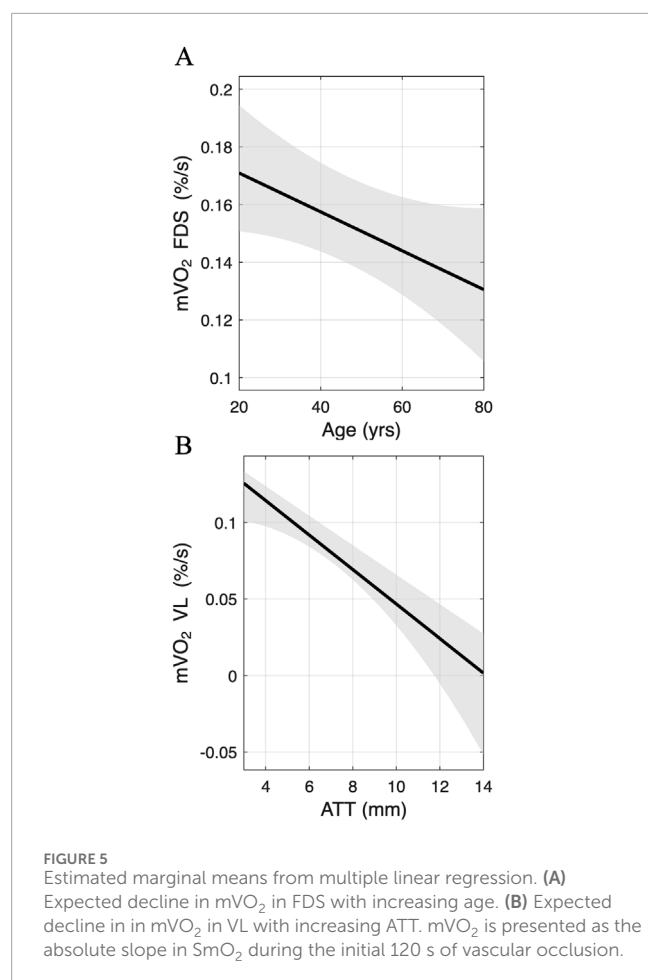 A
0.2
0.18
0.16
0.14
0.12
0.1
mVO₂ FDS (%/s)
20 40 60 80
Age (yrs)
B
0.1
0.05
0
-0.05
mVO₂ VL (%/s)
4 6 8 10 12 14
ATT (mm)
FIGURE 5
Estimated marginal means from multiple linear regression. (A)
Expected decline in mVO₂ in FDS with increasing age. (B) Expected
decline in in mVO₂ in VL with increasing ATT. mVO₂ is presented as the
absolute slope in SmO₂ during the initial 120 s of vascular occlusion.